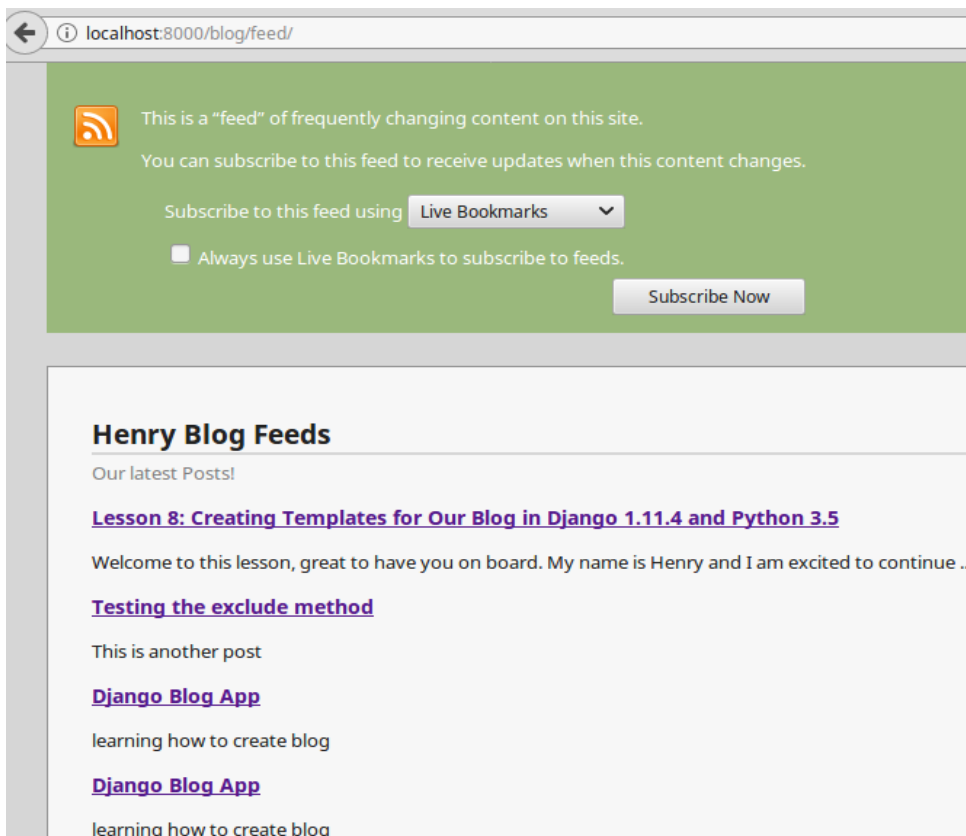 localhost:8000/blog/feed/
This is a “feed” of frequently changing content on this site.
You can subscribe to this feed to receive updates when this content changes.
Subscribe to this feed using Live Bookmarks
Always use Live Bookmarks to subscribe to feeds.
Subscribe Now
Henry Blog Feeds
Our latest Posts!
Lesson 8: Creating Templates for Our Blog in Django 1.11.4 and Python 3.5
Welcome to this lesson, great to have you on board. My name is Henry and I am excited to continue ..
Testing the exclude method
This is another post
Django Blog App
learning how to create blog
Django Blog App
learning how to create blog